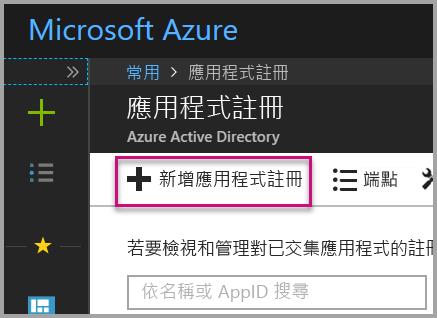 Microsoft Azure
常用 > 應用程式註冊
應用程式註冊
Azure Active Directory
新增應用程式註冊 端點
若要檢視和管理對已交集應用程式的註
依名稱或 AppID 搜尋